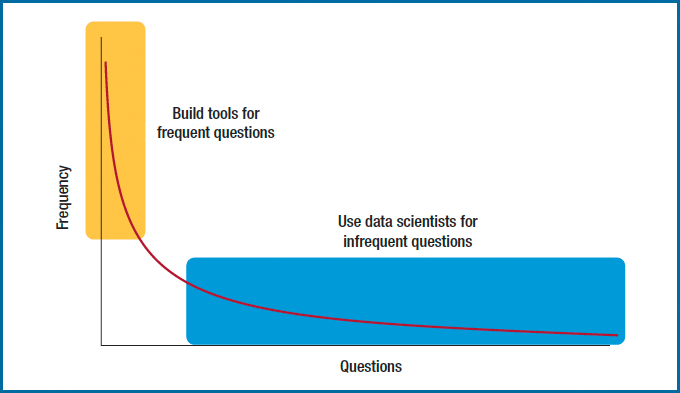 Build tools for
frequent questions
Frequency
Use data scientists for
infrequent questions
Questions